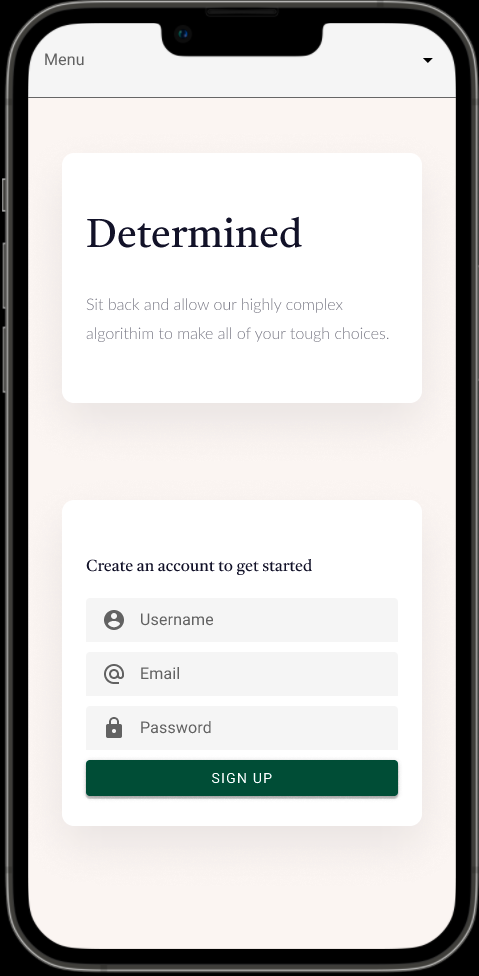 Menu
Determined
Sit back and allow our highly complex
algorithim to make all of your tough choices.
Create an account to get started
Username
Email
Password
SIGN UP